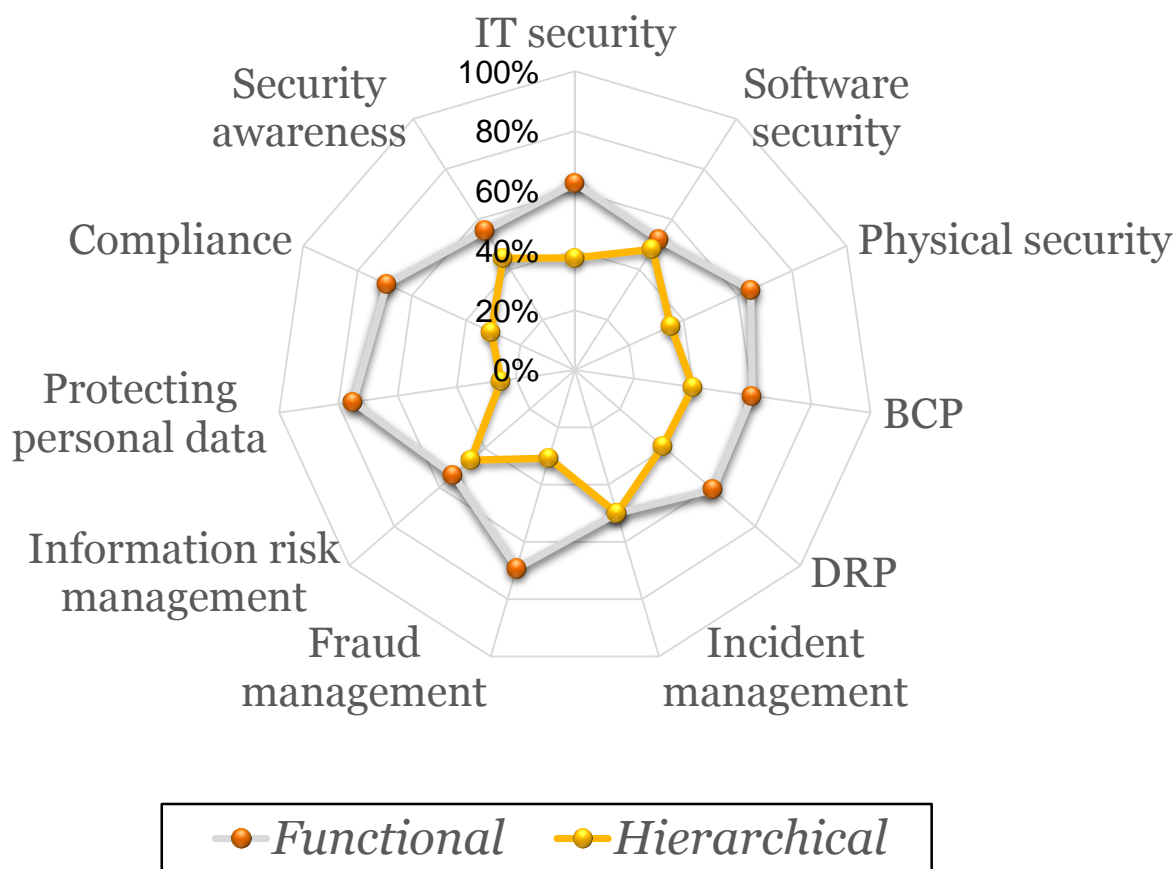 IT security
Software
security
Physical security
BCP
DRP
Incident
management
Fraud
management
Information risk
management
Protecting
personal data
Compliance
Security
awareness
100%
80%
60%
40%
20%
0%
Functional
Hierarchical